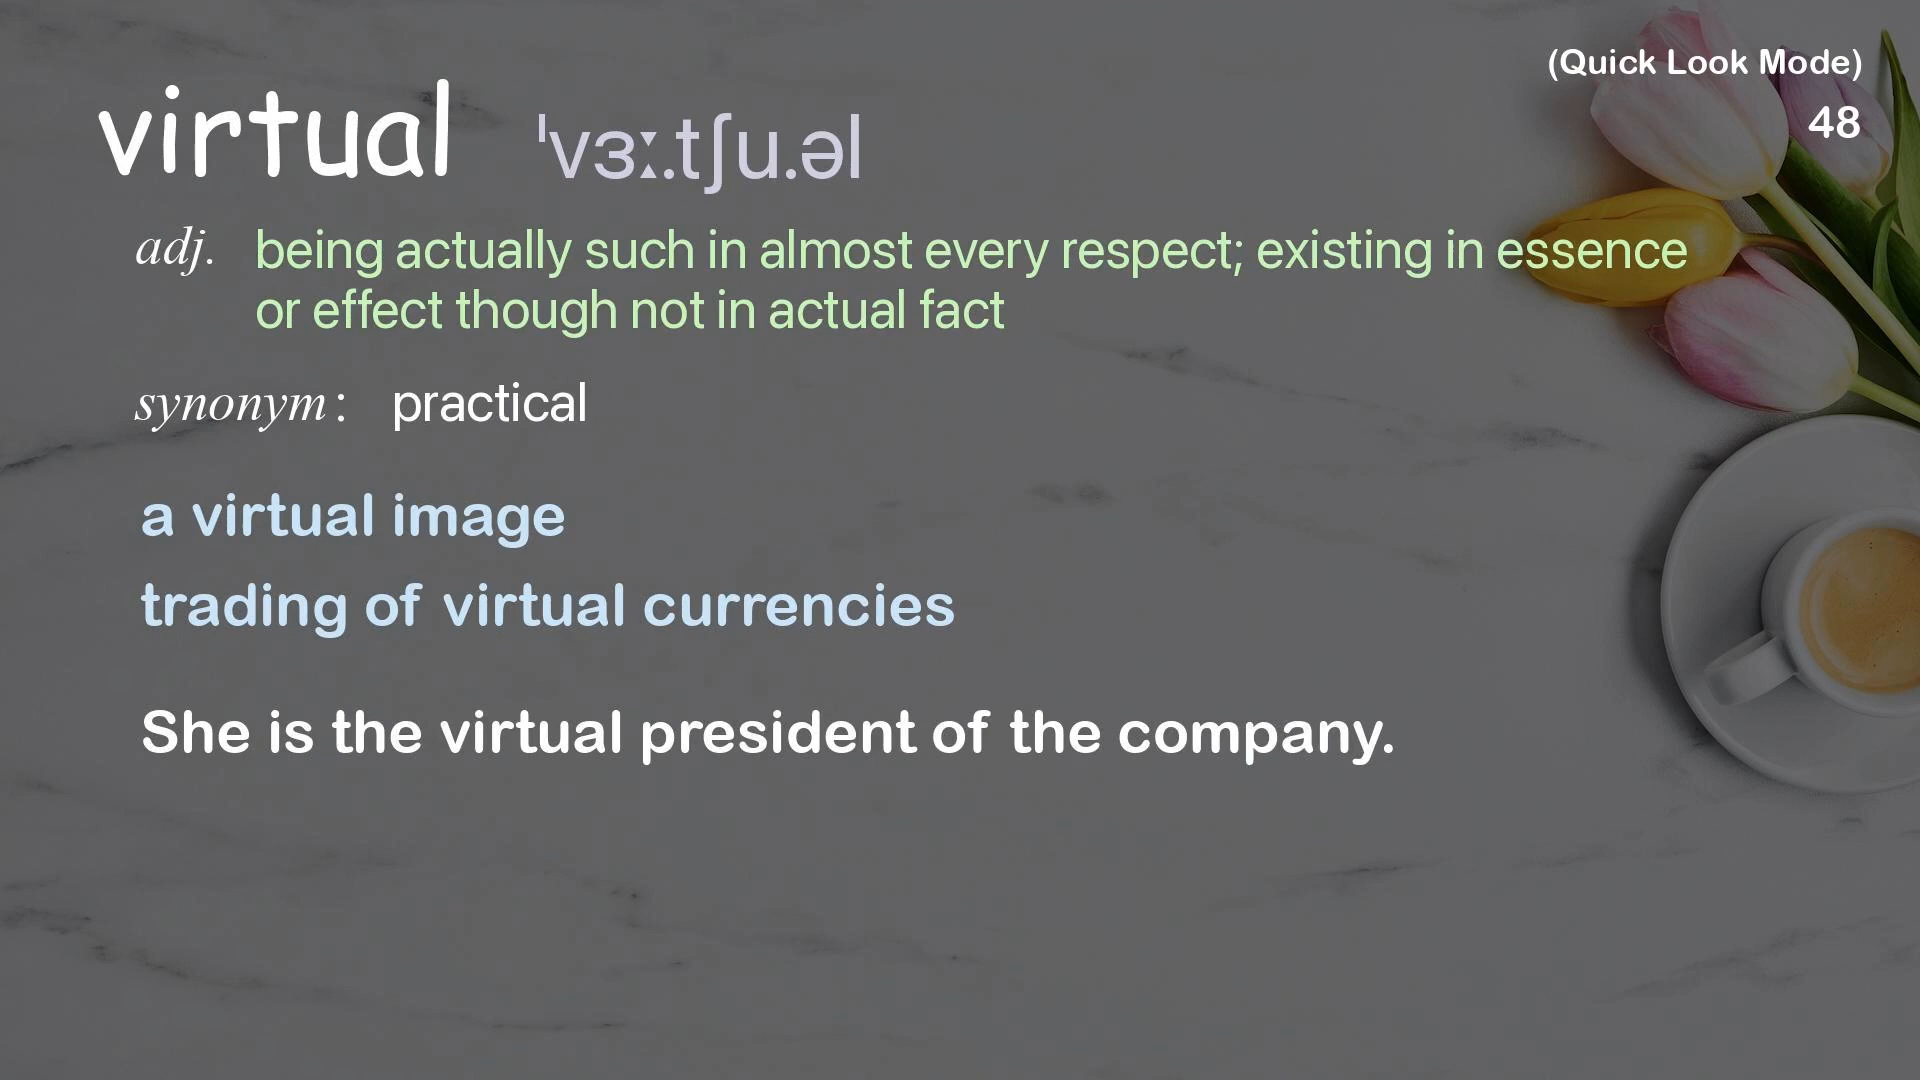 (Quick Look Mode)
48
virtual ˈvɜː.tʃu.əl
adj. being actually such in almost every respect; existing in essence
or effect though not in actual fact
synonym: practical
a virtual image
trading of virtual currencies
She is the virtual president of the company.